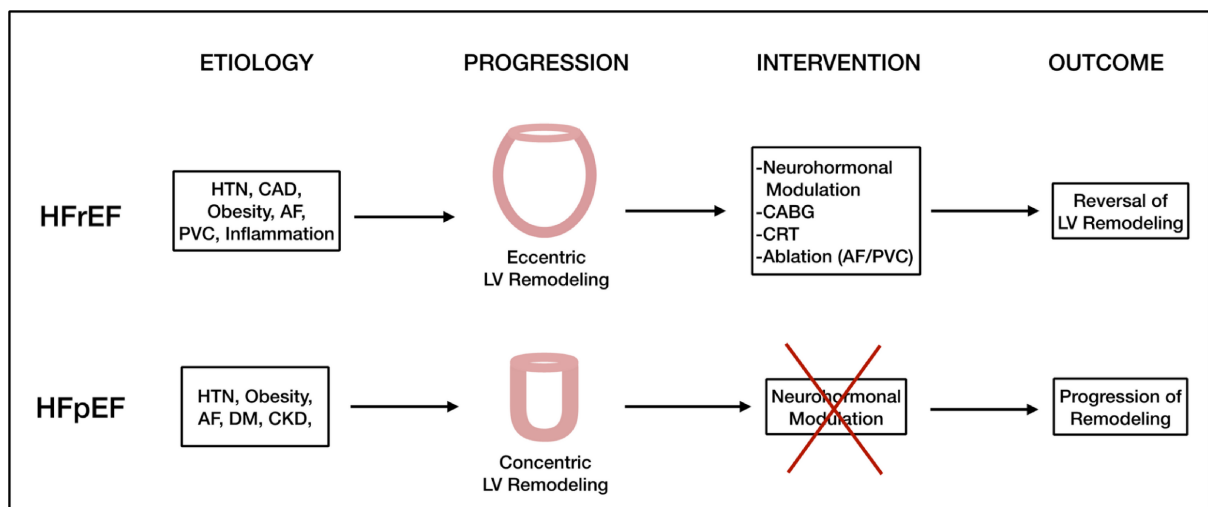 ETIOLOGY PROGRESSION INTERVENTION OUTCOME
HFrEF
HTN, CAD,
Obesity, AF,
PVC, Inflammation
Eccentric
LV Remodeling
-Neurohormonal
Modulation
-CABG
-CRT
-Ablation (AF/PVC)
Reversal of
LV Remodeling
HFpEF
HTN, Obesity,
AF, DM, CKD,
Concentric
LV Remodeling
Neurohormonal
Modulation
Progression of
Remodeling